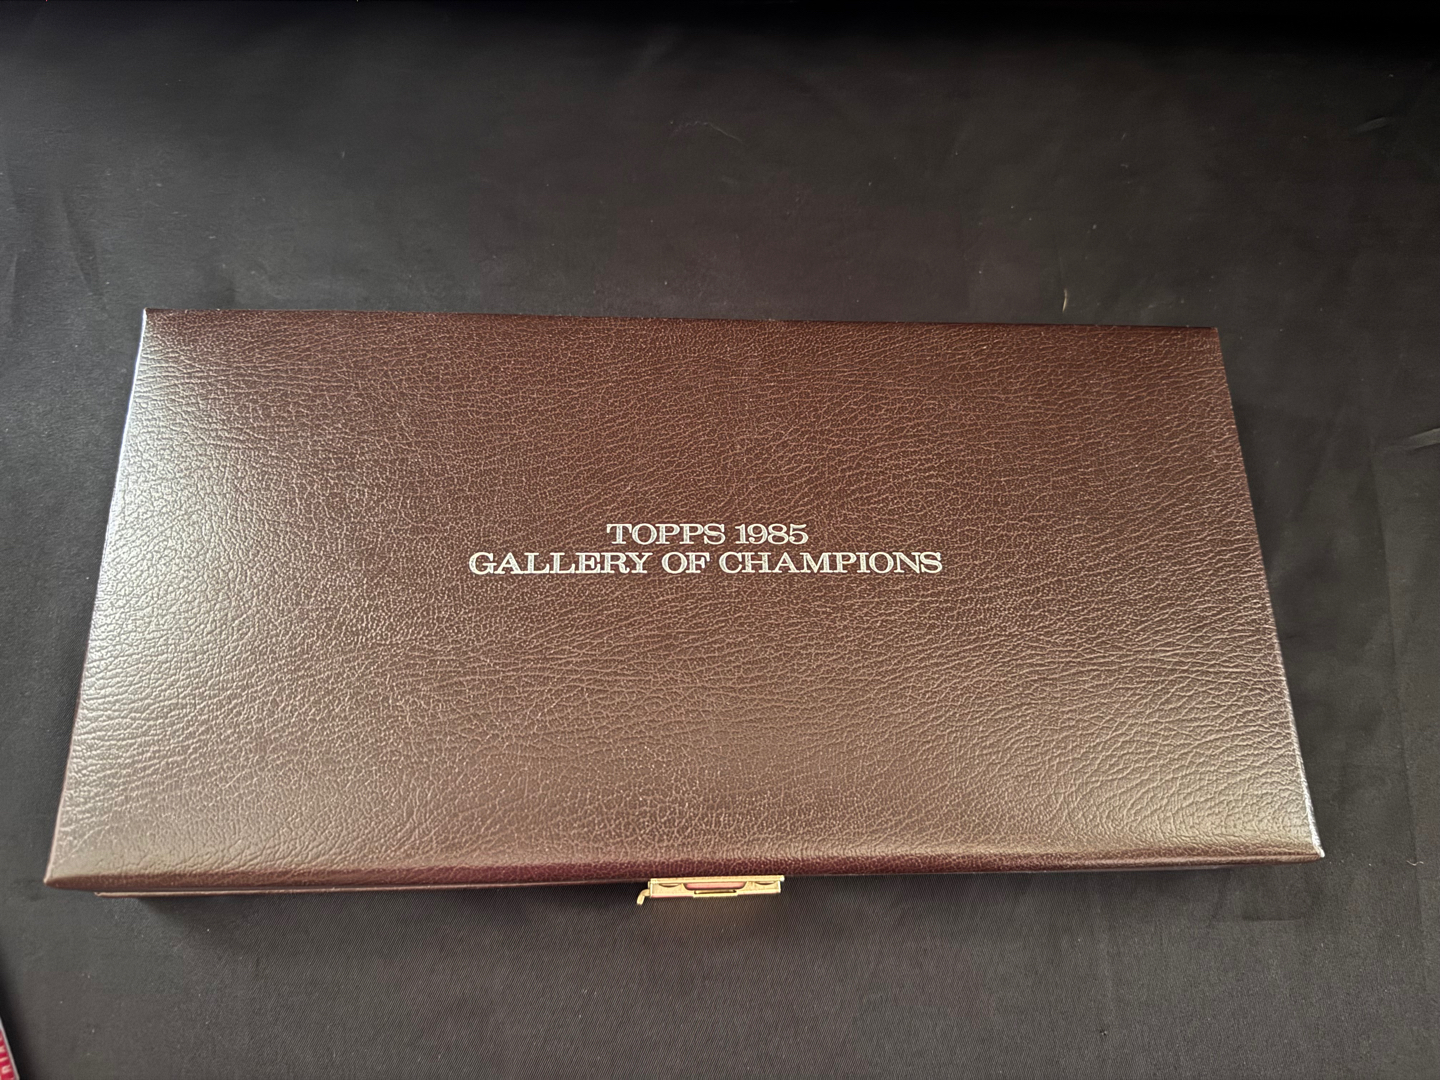 TOPPS 1985
GALLERY OF CHAMPIONS